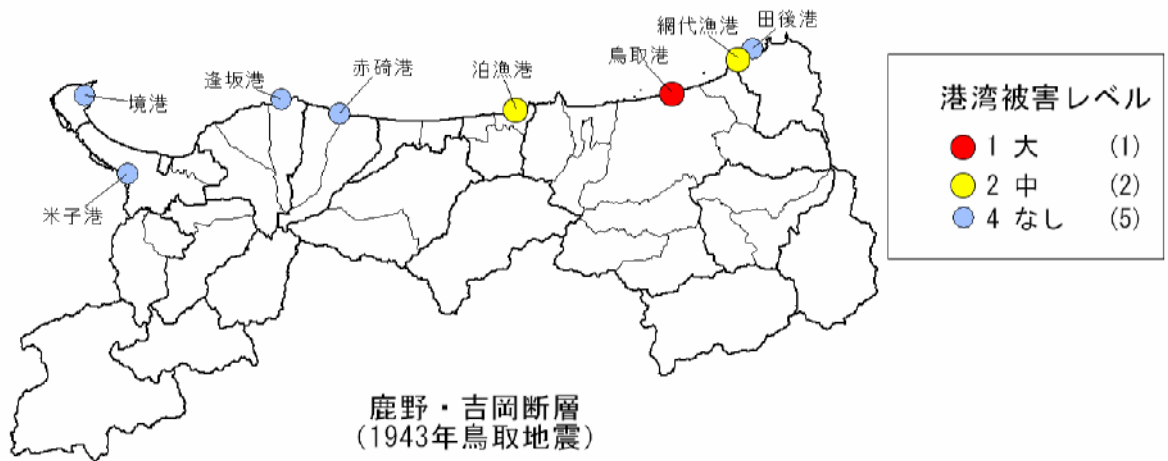 田後港
網代漁港
鳥取港
泊漁港
赤碕港
逢坂港
境港
米子港
港湾被害レベル
1 大 (1)
2 中 (2)
4 なし (5)
鹿野・吉岡断層
(1943年鳥取地震)